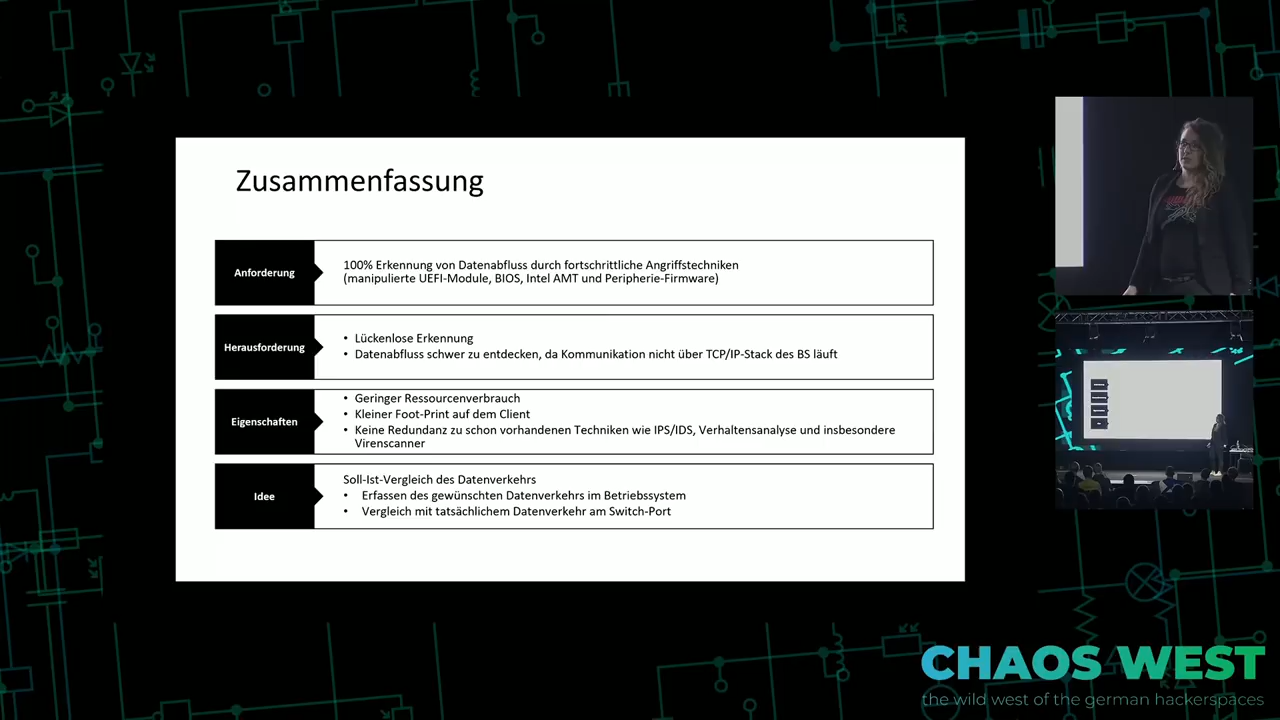 Zusammenfassung
Anforderung
100% Erkennung von Datenabfluss durch fortschrittliche Angriffstechniken
(manipulierte UEFI-Module, BIOS, Intel AMT und Peripherie-Firmware)
Herausforderung
• Lückenlose Erkennung
• Datenabfluss schwer zu entdecken, da Kommunikation nicht über TCP/IP-Stack des BS läuft
Eigenschaften
• Geringer Ressourcenverbrauch
• Kleiner Foot-Print auf dem Client
• Keine Redundanz zu schon vorhandenen Techniken wie IPS/IDS, Verhaltensanalyse und insbesondere
Virenscanner
Idee
Soll-Ist-Vergleich des Datenverkehrs
• Erfassen des gewünschten Datenverkehrs im Betriebssystem
• Vergleich mit tatsächlichem Datenverkehr am Switch-Port
CHAOS WEST
the wild west of the german hackerspaces